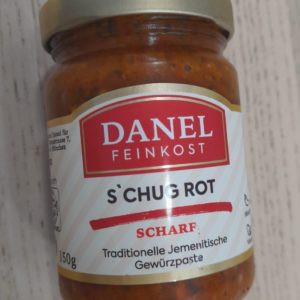 DANEL
FEINKOST
S`CHUG ROT
SCHARF
Traditionelle Jemenitische
Gewürzpaste
150g